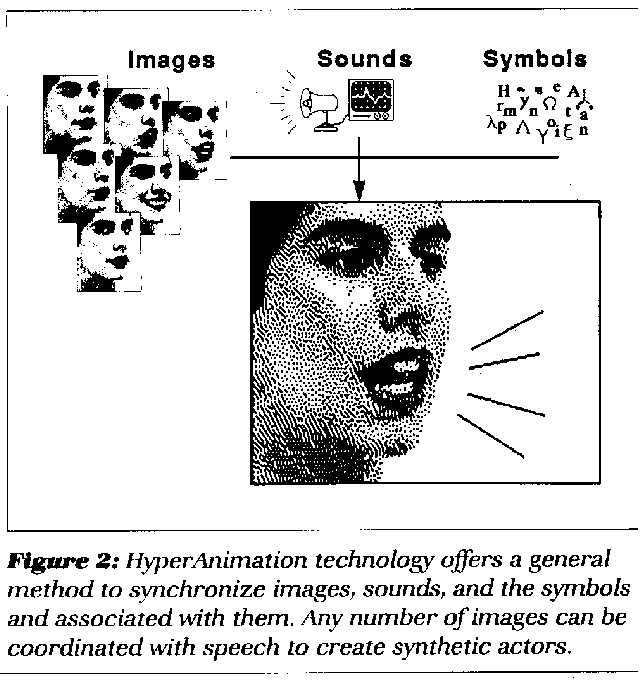 Images Sounds Symbols
Figure 2: HyperAnimation technology offers a general
method to synchronize images, sounds, and the symbols
and associated with them. Any number of images can be
coordinated with speech to create synthetic actors.